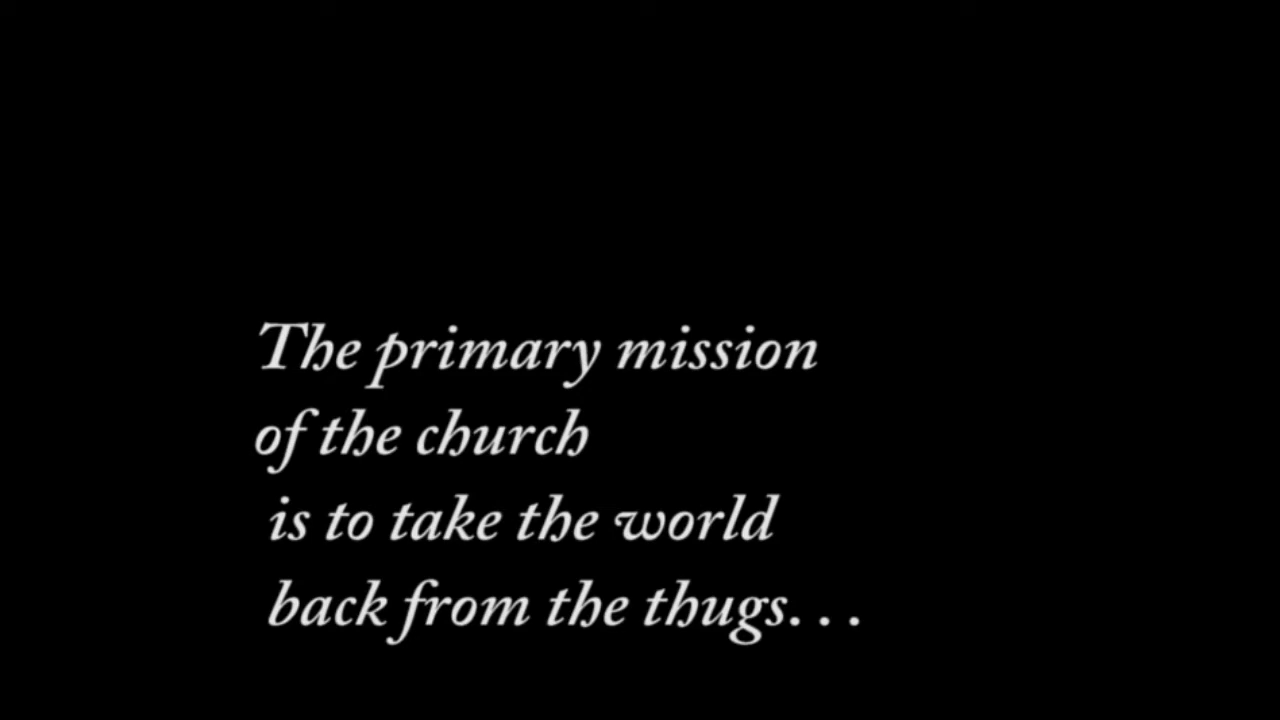 The primary mission
of the church
is to take the world
back from the thugs. . .